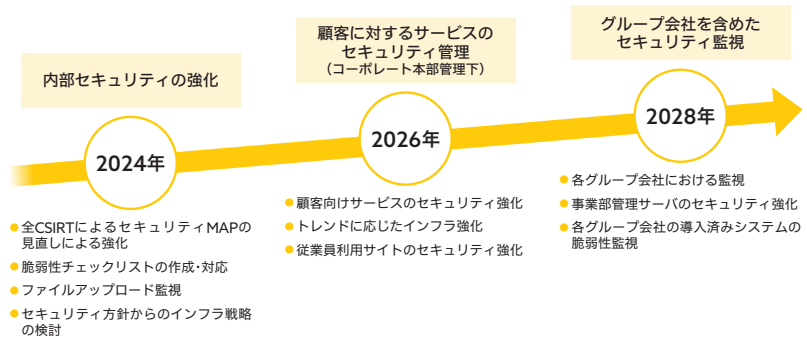 内部セキュリティの強化
2024年
●全CSIRTによるセキュリティMAPの
見直しによる強化
●脆弱性チェックリストの作成・対応
●ファイルアップロード監視
●セキュリティ方針からのインフラ戦略
の検討
顧客に対するサービスの
セキュリティ管理
（コーポレート本部管理下）
2026年
●顧客向けサービスのセキュリティ強化
●トレンドに応じたインフラ強化
●従業員利用サイトのセキュリティ強化
グループ会社を含めた
セキュリティ監視
2028年
●各グループ会社における監視
●事業部管理サーバのセキュリティ強化
●各グループ会社の導入済みシステムの
脆弱性監視